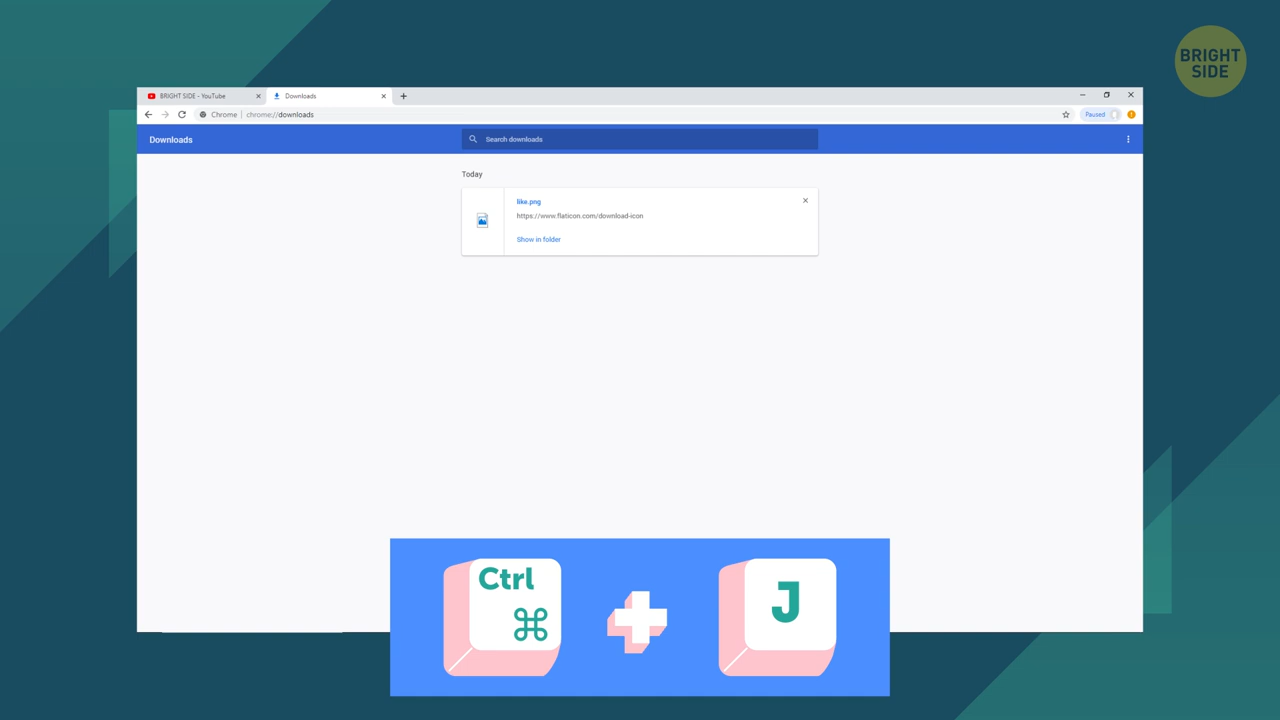 BRIGHT
SIDE
BRIGHT SIDE - YouTube
Downloads
Chrome | chrome://downloads
Paused
Downloads
Search downloads
Today
like.png
https://www.flaticon.com/download-icon
Show in folder
Ctrl
⌘
J